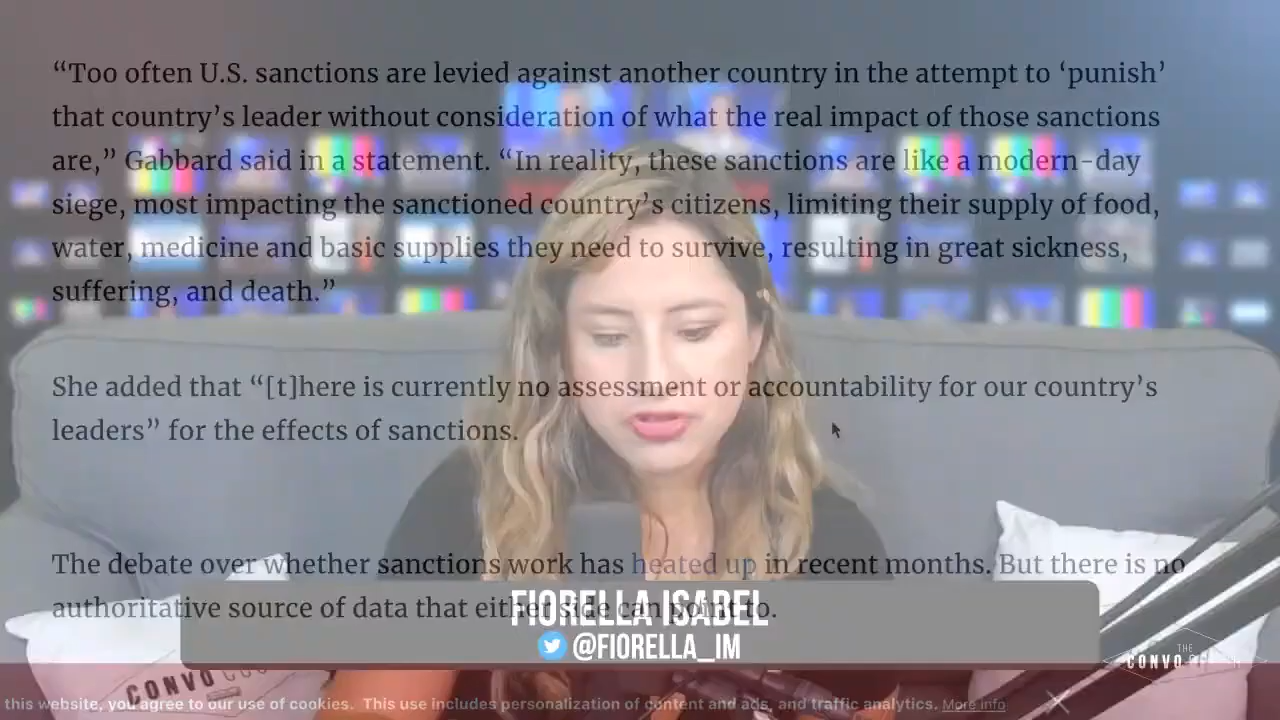 “Too often U.S. sanctions are levied against another country in the attempt to ‘punish’
that country’s leader without consideration of what the real impact of those sanctions
are,” Gabbard said in a statement. “In reality, these sanctions are like a modern-day
siege, most impacting the sanctioned country’s citizens, limiting their supply of food,
water, medicine and basic supplies they need to survive, resulting in great sickness,
suffering, and death.”
She added that “[t]here is currently no assessment or accountability for our country’s
leaders” for the effects of sanctions.
The debate over whether sanctions work has heated up in recent months. But there is no
authoritative source of data that either side can point to.
FIORELLA ISABEL
@FIORELLA_IM
THE
CONVO
CONVO
this website, you agree to our use of cookies. This use includes personalization of content and ads, and traffic analytics. More info